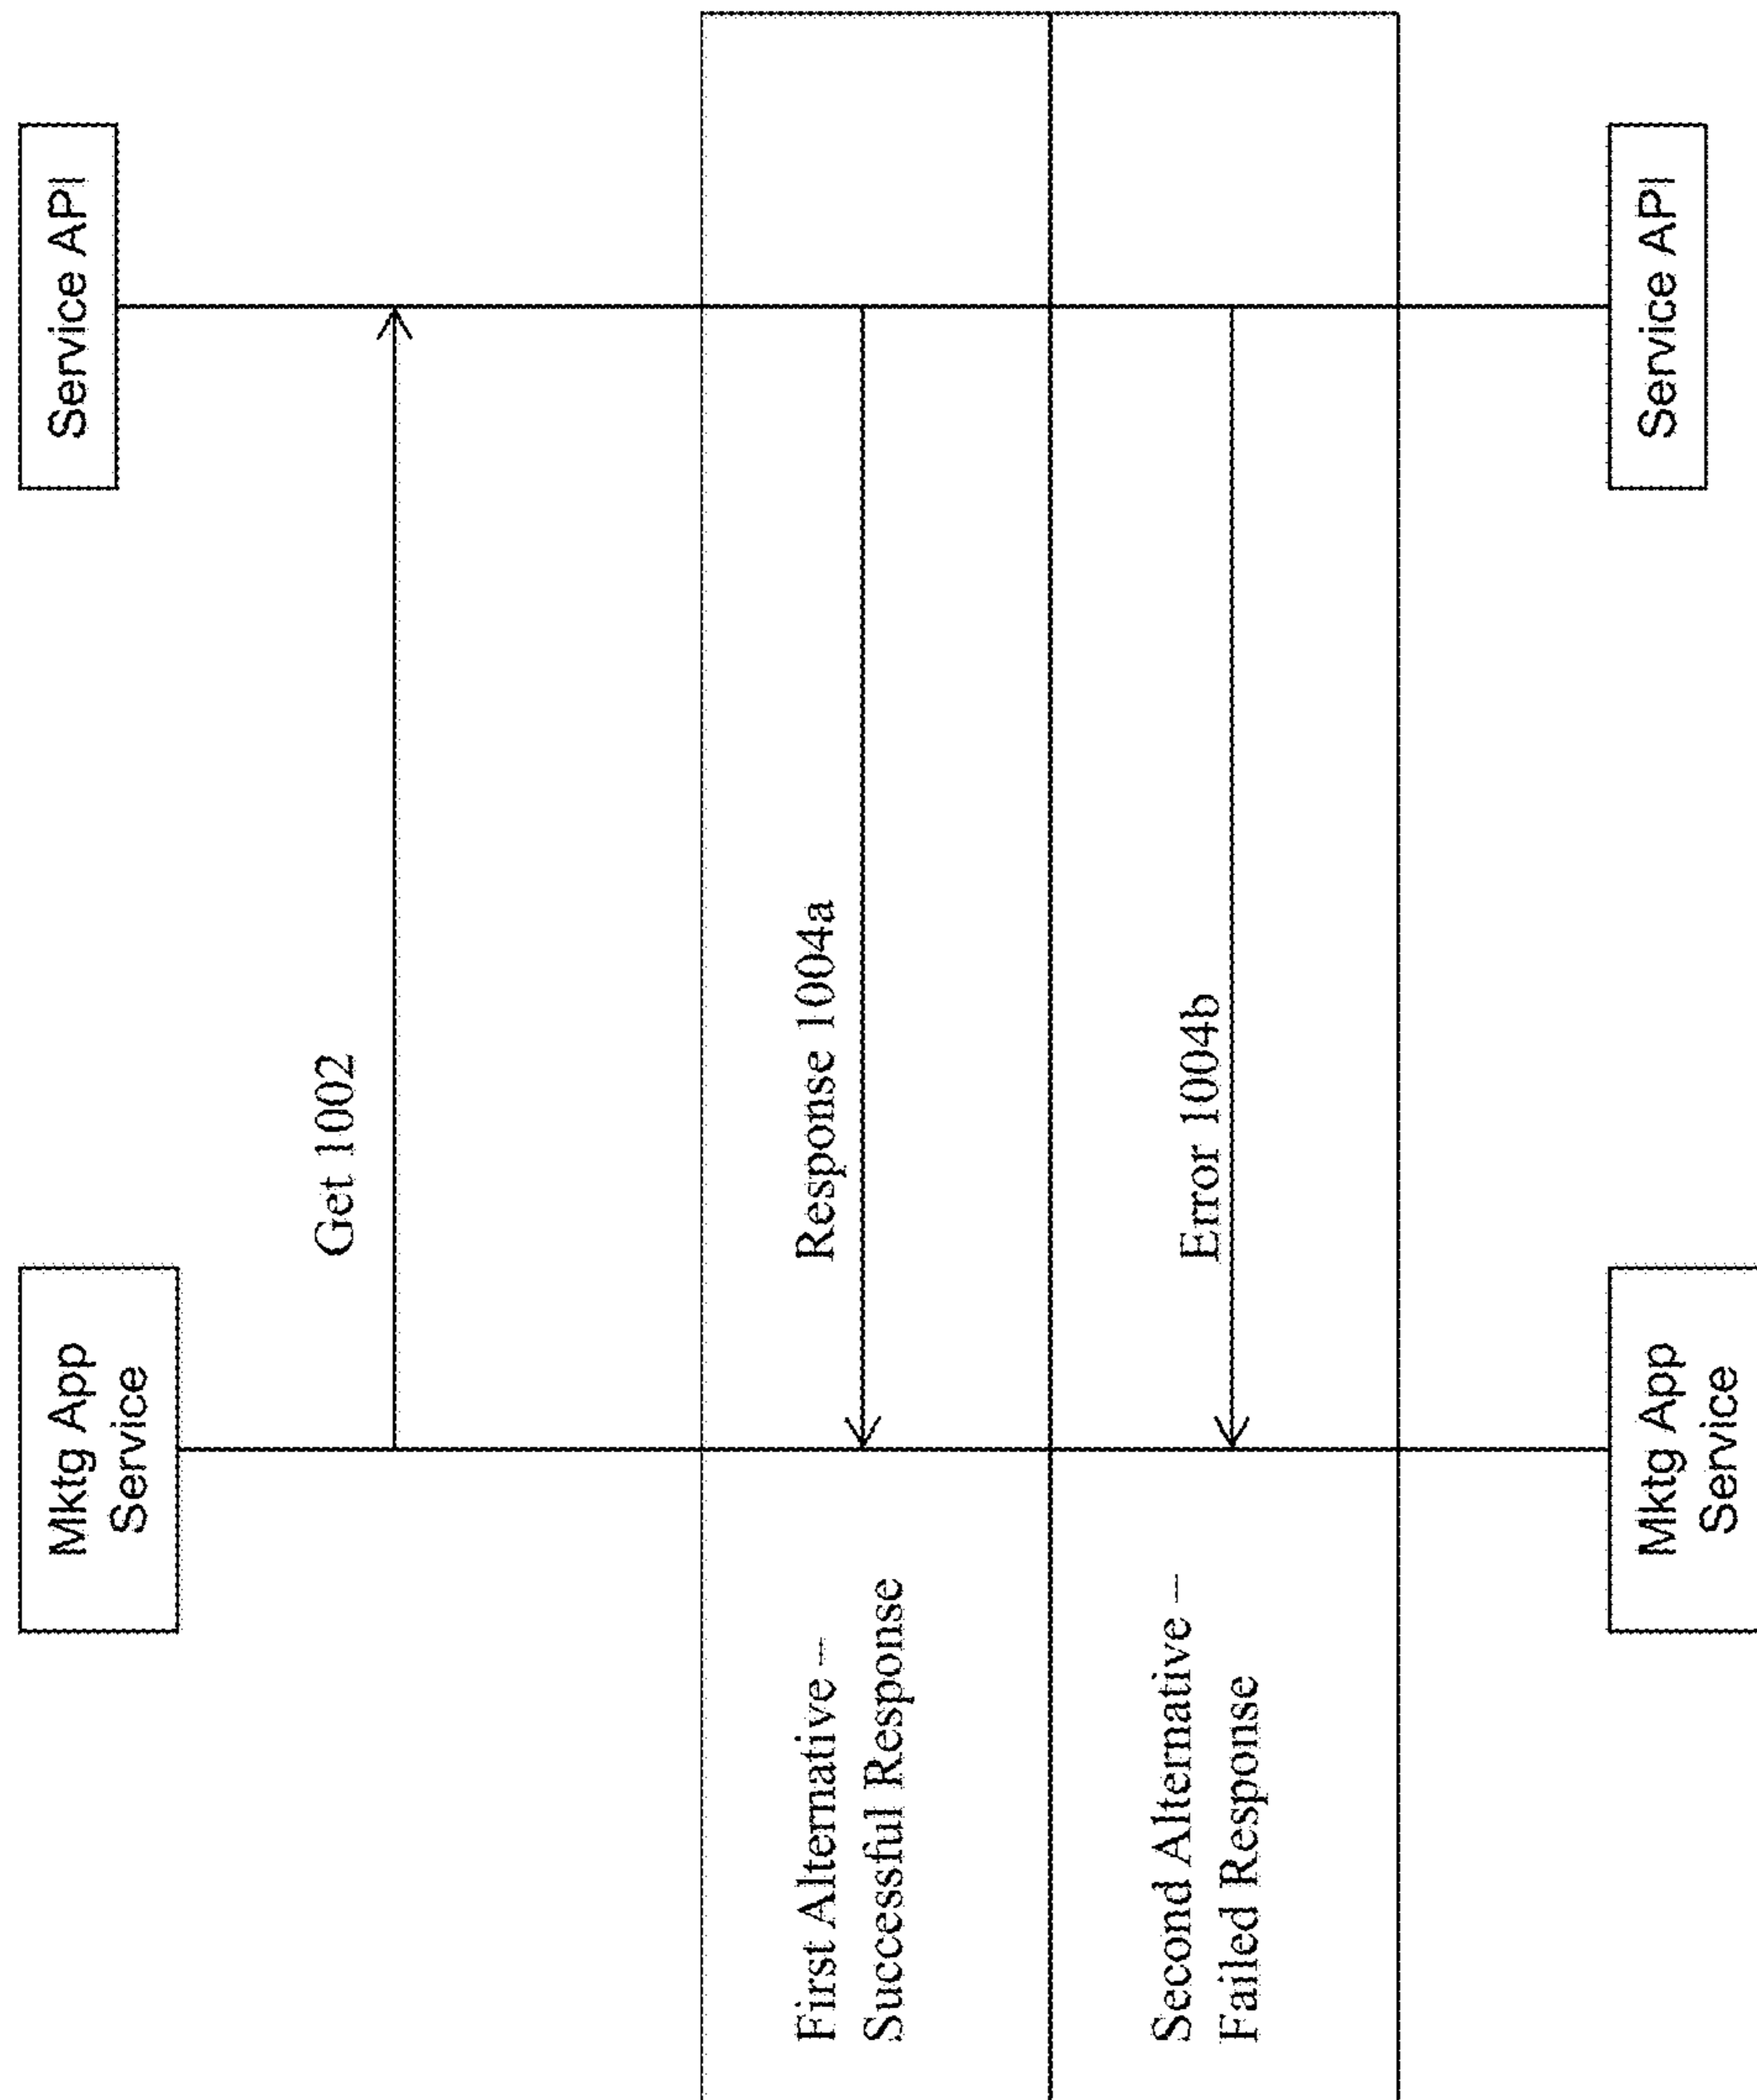 Mktg App
Service
Service API
Get 1002
First Alternative –
Successful Response
Response 1004a
Second Alternative –
Failed Response
Error 1004b
Mktg App
Service
Service API